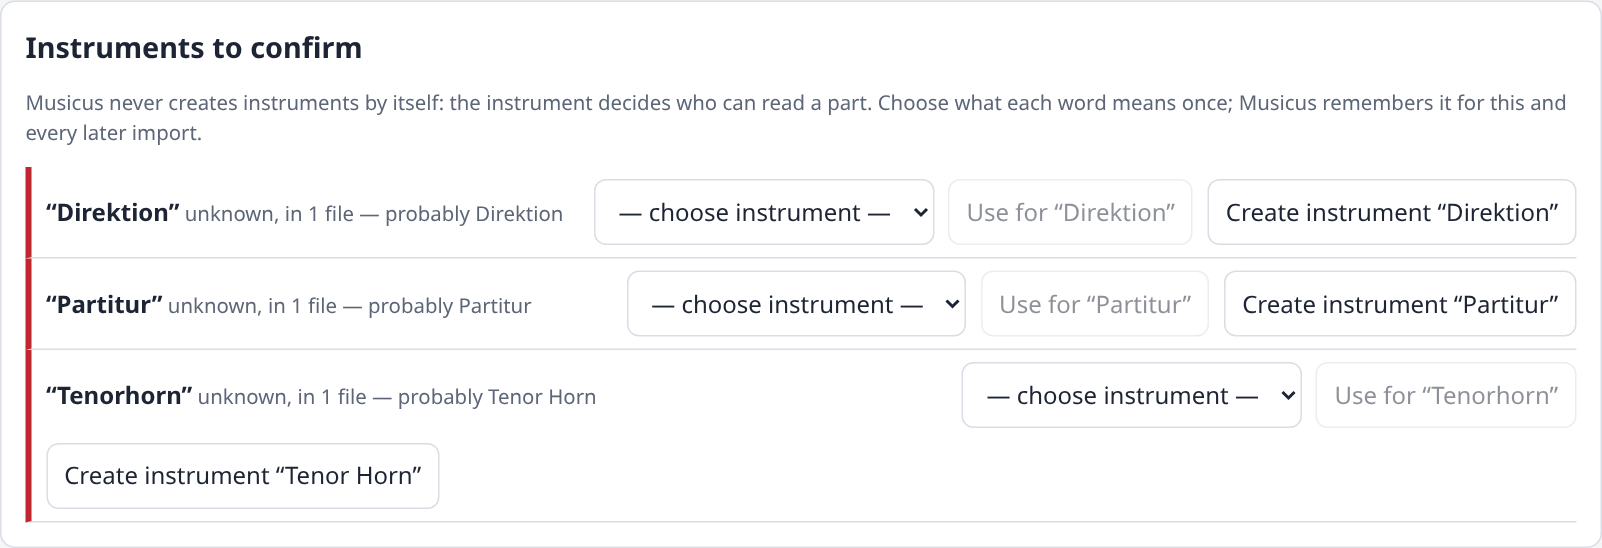 Instruments to confirm
Musicus never creates instruments by itself: the instrument decides who can read a part. Choose what each word means once; Musicus remembers it for this and
every later import.
“Direktion” unknown, in 1 file — probably Direktion — choose instrument — Use for “Direktion” Create instrument “Direktion”
“Partitur” unknown, in 1 file — probably Partitur — choose instrument — Use for “Partitur” Create instrument “Partitur”
“Tenorhorn” unknown, in 1 file — probably Tenor Horn — choose instrument — Use for “Tenorhorn”
Create instrument “Tenor Horn”